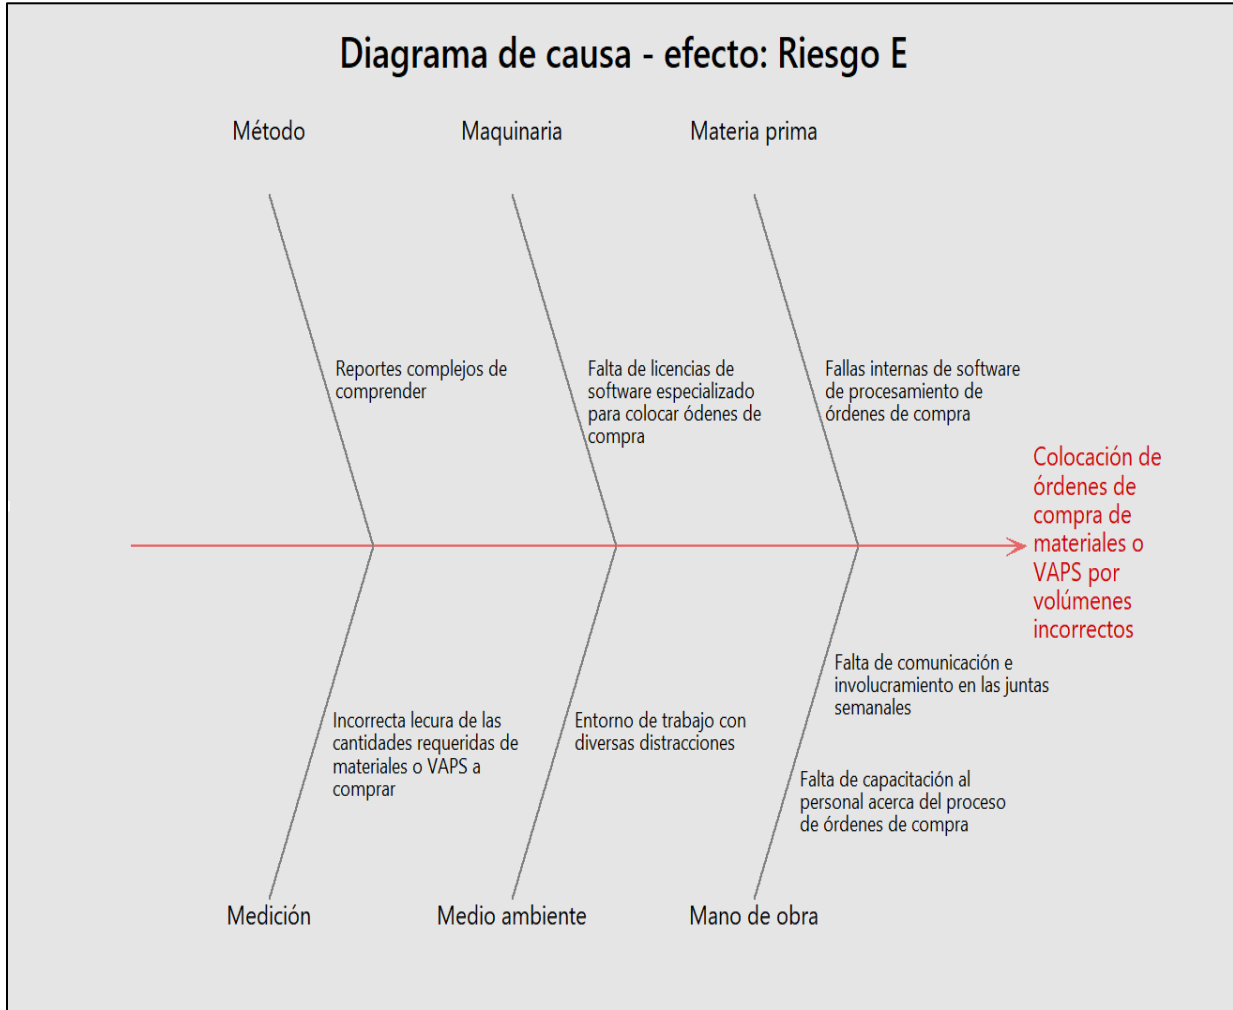 Diagrama de causa - efecto: Riesgo E
Método
Maquinaria
Materia prima
Reportes complejos de
comprender
Falta de licencias de
software especializado
para colocar ódenes de
compra
Fallas internas de software
de procesamiento de
órdenes de compra
Colocación de
órdenes de
compra de
materiales o
VAPS por
volúmenes
incorrectos
Incorrecta lecura de las
cantidades requeridas de
materiales o VAPS a
comprar
Entorno de trabajo con
diversas distracciones
Falta de comunicación e
involucramiento en las juntas
semanales
Falta de capacitación al
personal acerca del proceso
de órdenes de compra
Medición
Medio ambiente
Mano de obra